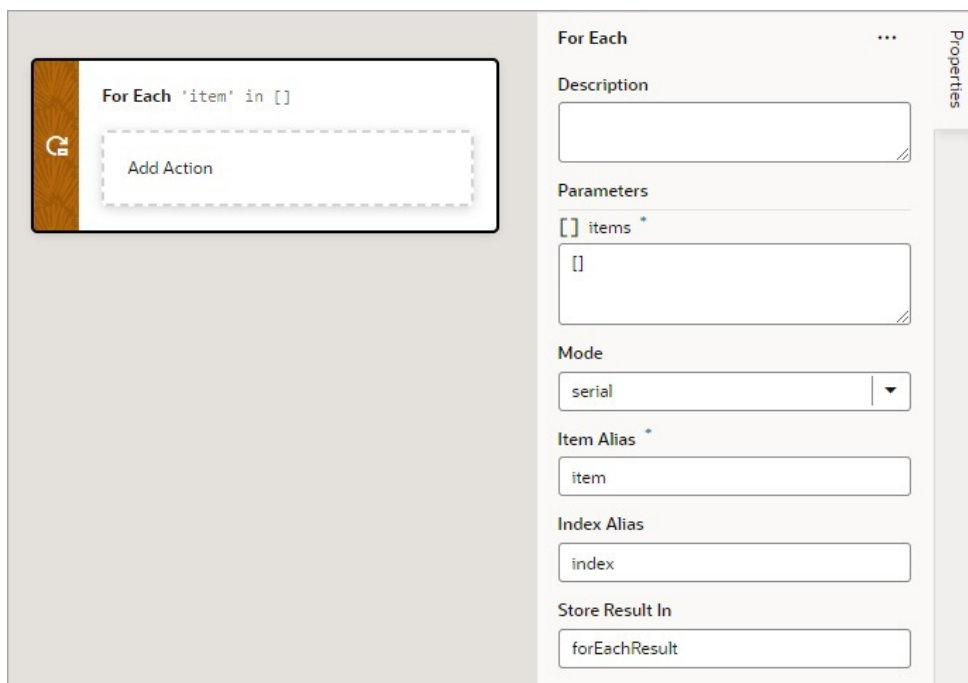 For Each 'item' in []
Add Action
For Each
...
Properties
Description
Parameters
[] items *
[]
Mode
serial
Item Alias *
item
Index Alias
index
Store Result In
forEachResult